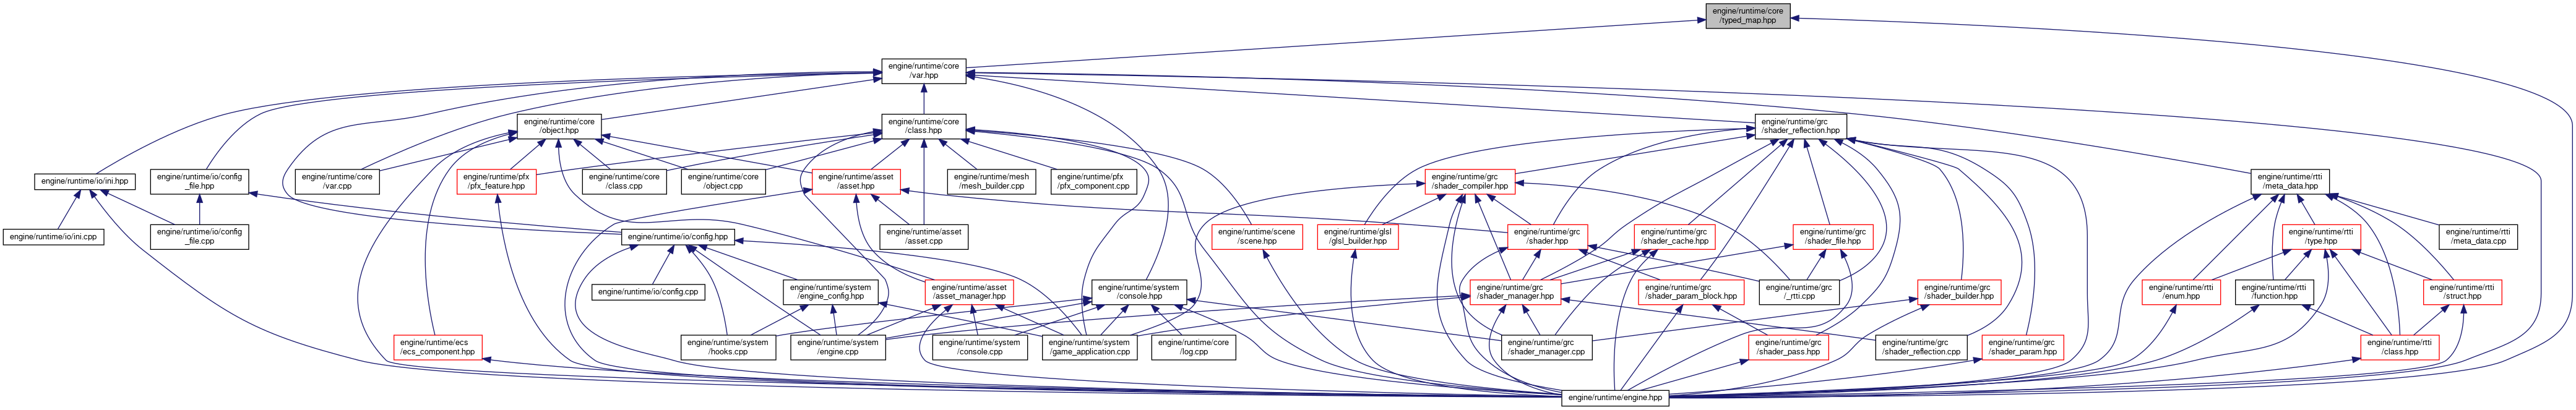 engine/runtime/core
/typed_map.hpp
engine/runtime/core
/var.hpp
engine/runtime/core
/object.hpp
engine/runtime/core
/class.hpp
engine/runtime/grc
/shader_reflection.hpp
engine/runtime/io/ini.hpp
engine/runtime/io/config
_file.hpp
engine/runtime/core
/var.cpp
engine/runtime/pfx
/pfx_feature.hpp
engine/runtime/core
/class.cpp
engine/runtime/core
/object.cpp
engine/runtime/asset
/asset.hpp
engine/runtime/mesh
/mesh_builder.cpp
engine/runtime/pfx
/pfx_component.cpp
engine/runtime/grc
/shader_compiler.hpp
engine/runtime/rtti
/meta_data.hpp
engine/runtime/io/ini.cpp
engine/runtime/io/config
_file.cpp
engine/runtime/io/config.hpp
engine/runtime/asset
/asset.cpp
engine/runtime/scene
/scene.hpp
engine/runtime/glsl
/glsl_builder.hpp
engine/runtime/grc
/shader.hpp
engine/runtime/grc
/shader_cache.hpp
engine/runtime/grc
/shader_file.hpp
engine/runtime/rtti
/type.hpp
engine/runtime/rtti
/meta_data.cpp
engine/runtime/io/config.cpp
engine/runtime/system
/engine_config.hpp
engine/runtime/asset
/asset_manager.hpp
engine/runtime/system
/console.hpp
engine/runtime/grc
/shader_manager.hpp
engine/runtime/grc
/shader_param_block.hpp
engine/runtime/grc
/_rtti.cpp
engine/runtime/grc
/shader_builder.hpp
engine/runtime/rtti
/enum.hpp
engine/runtime/rtti
/function.hpp
engine/runtime/rtti
/struct.hpp
engine/runtime/ecs
/ecs_component.hpp
engine/runtime/system
/hooks.cpp
engine/runtime/system
/engine.cpp
engine/runtime/system
/console.cpp
engine/runtime/system
/game_application.cpp
engine/runtime/core
/log.cpp
engine/runtime/grc
/shader_manager.cpp
engine/runtime/grc
/shader_pass.hpp
engine/runtime/grc
/shader_reflection.cpp
engine/runtime/grc
/shader_param.hpp
engine/runtime/rtti
/class.hpp
engine/runtime/engine.hpp